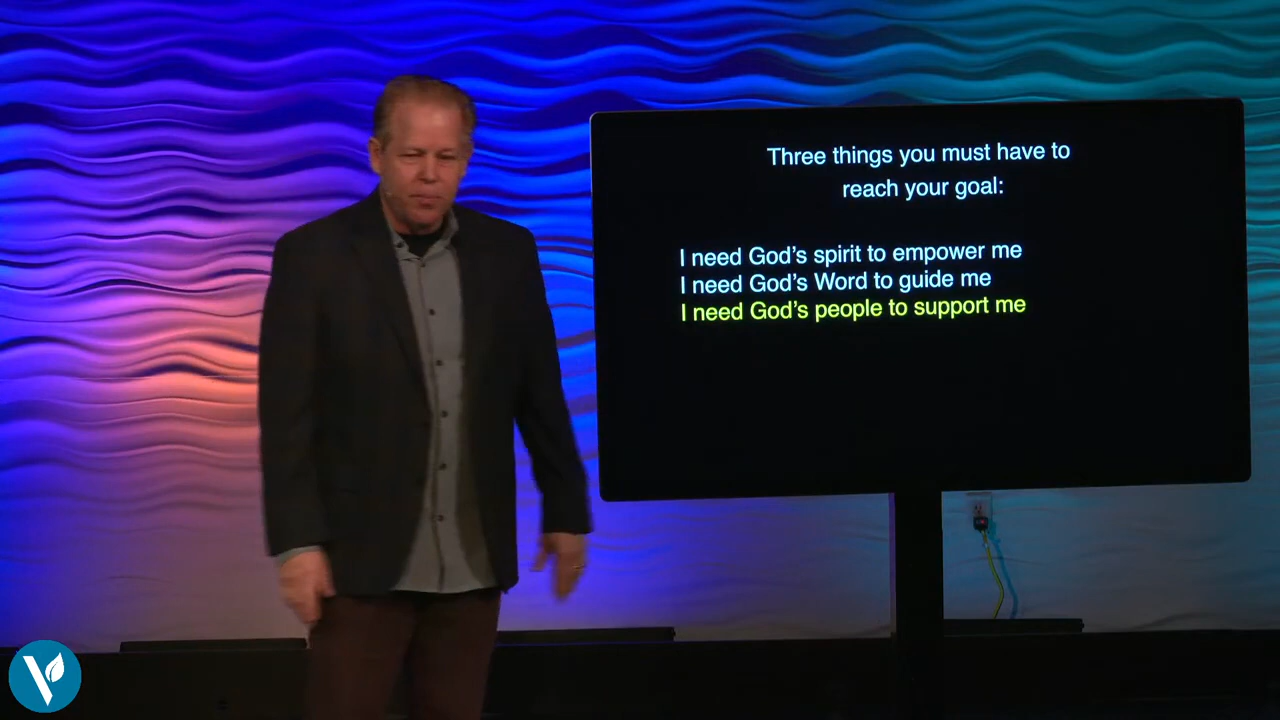 Three things you must have to
reach your goal:
I need God's spirit to empower me
I need God's Word to guide me
I need God's people to support me